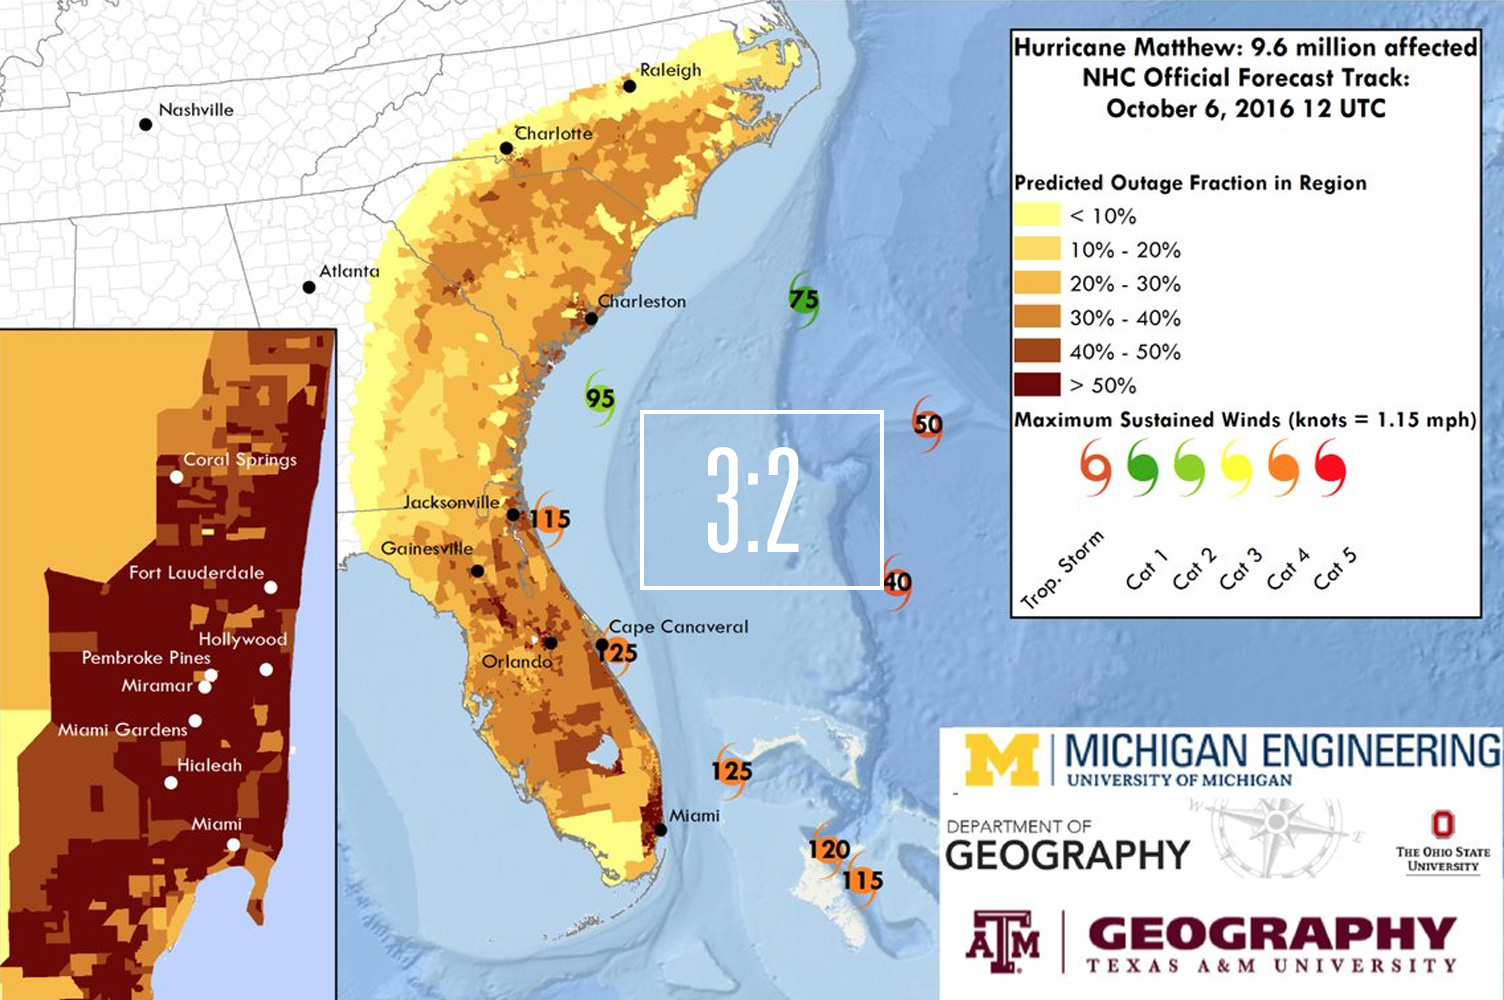 Hurricane Matthew: 9.6 million affected
NHC Official Forecast Track:
October 6, 2016 12 UTC
Predicted Outage Fraction in Region
< 10%
10% - 20%
20% - 30%
30% - 40%
40% - 50%
> 50%
Maximum Sustained Winds (knots = 1.15 mph)
Trop. Storm
Cat 1
Cat 2
Cat 3
Cat 4
Cat 5
Raleigh
Nashville
Charlotte
Atlanta
Charleston
75
95
50
3:2
Jacksonville
115
Gainesville
40
Cape Canaveral
125
Orlando
125
Miami
120
115
Coral Springs
Fort Lauderdale
Hollywood
Pembroke Pines
Miramar
Miami Gardens
Hialeah
Miami
M MICHIGAN ENGINEERING
UNIVERSITY OF MICHIGAN
W
E
DEPARTMENT OF
GEOGRAPHY
THE OHIO STATE
UNIVERSITY
ATM
GEOGRAPHY
TEXAS A&M UNIVERSITY